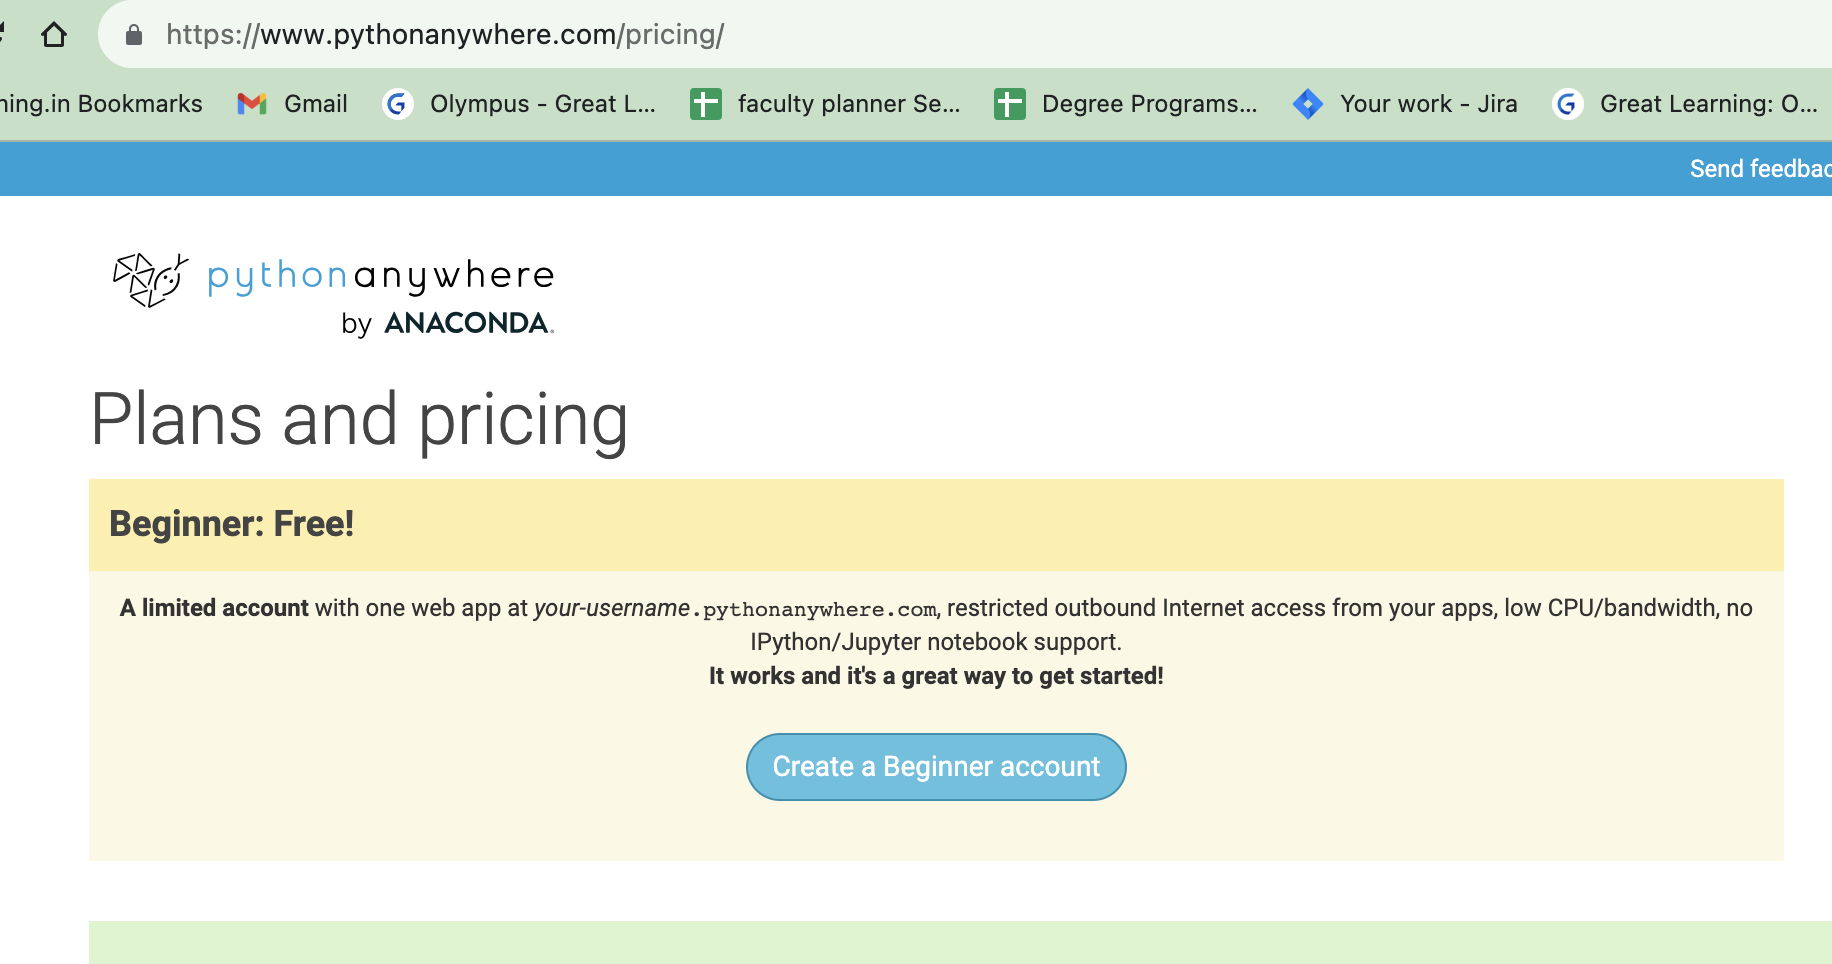 https://www.pythonanywhere.com/pricing/
ning.in Bookmarks Gmail Olympus - Great L... faculty planner Se... Degree Programs... Your work - Jira Great Learning: O...
Send feedbac
pythonanywhere
by ANACONDA.
Plans and pricing
Beginner: Free!
A limited account with one web app at your-username.pythonanywhere.com, restricted outbound Internet access from your apps, low CPU/bandwidth, no
IPython/Jupyter notebook support.
It works and it's a great way to get started!
Create a Beginner account